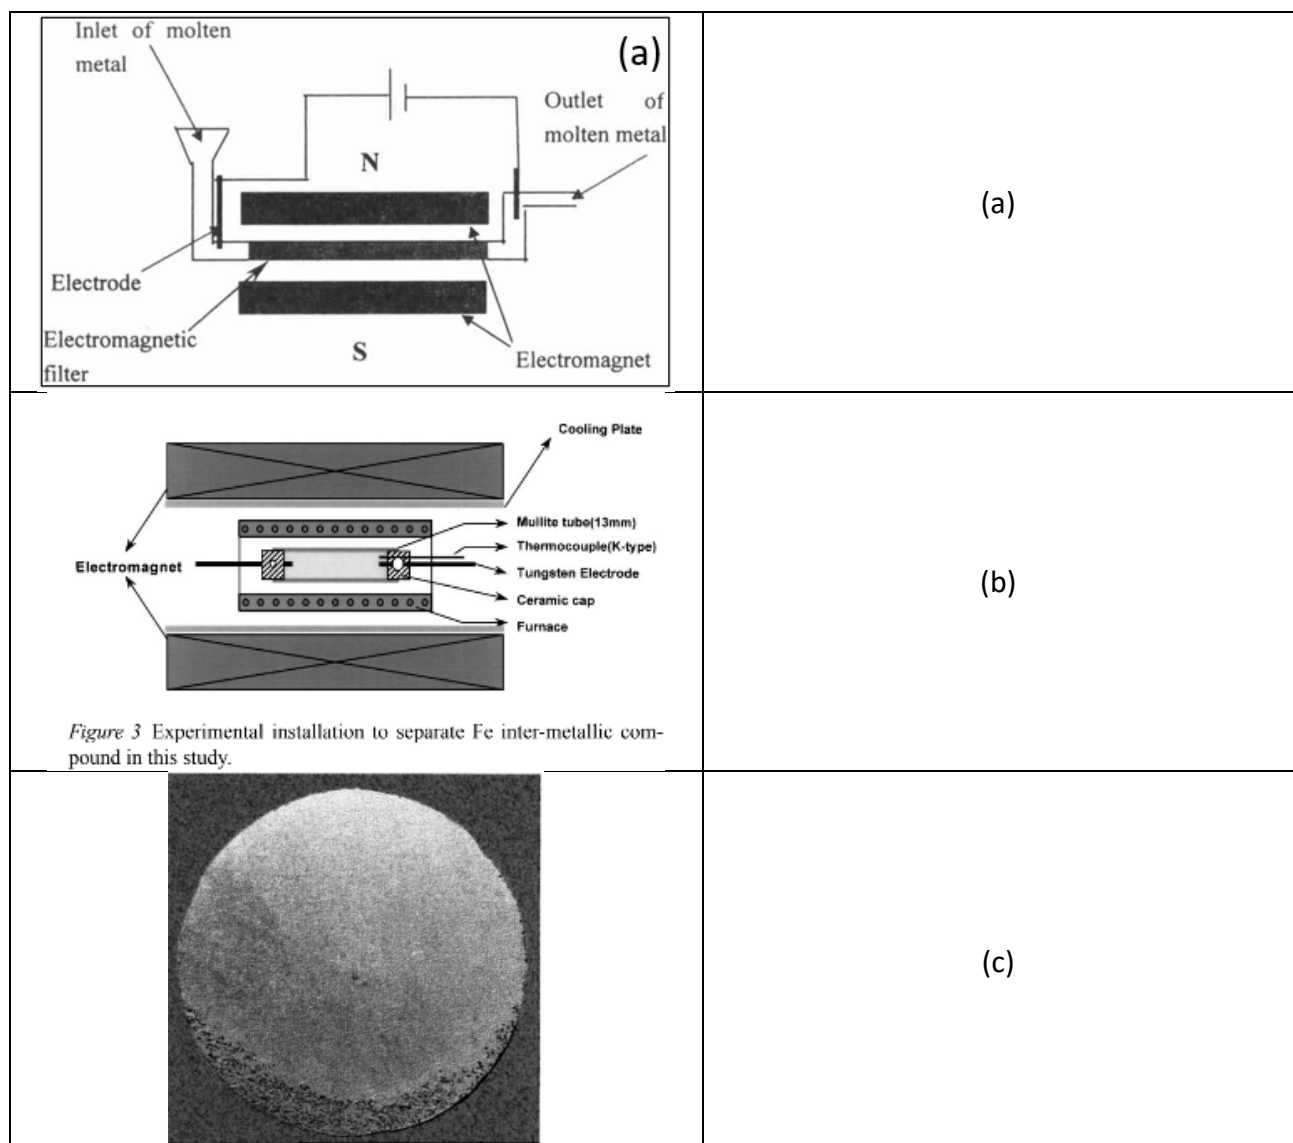 Inlet of molten
metal
(a)
Outlet of
molten metal
N
Electrode
Electromagnetic
filter
S
Electromagnet
(a)
Cooling Plate
Mullite tube(13mm)
Thermocouple(K-type)
Electromagnet
Tungsten Electrode
Ceramic cap
Furnace
Figure 3 Experimental installation to separate Fe inter-metallic com-
pound in this study.
(b)
(c)